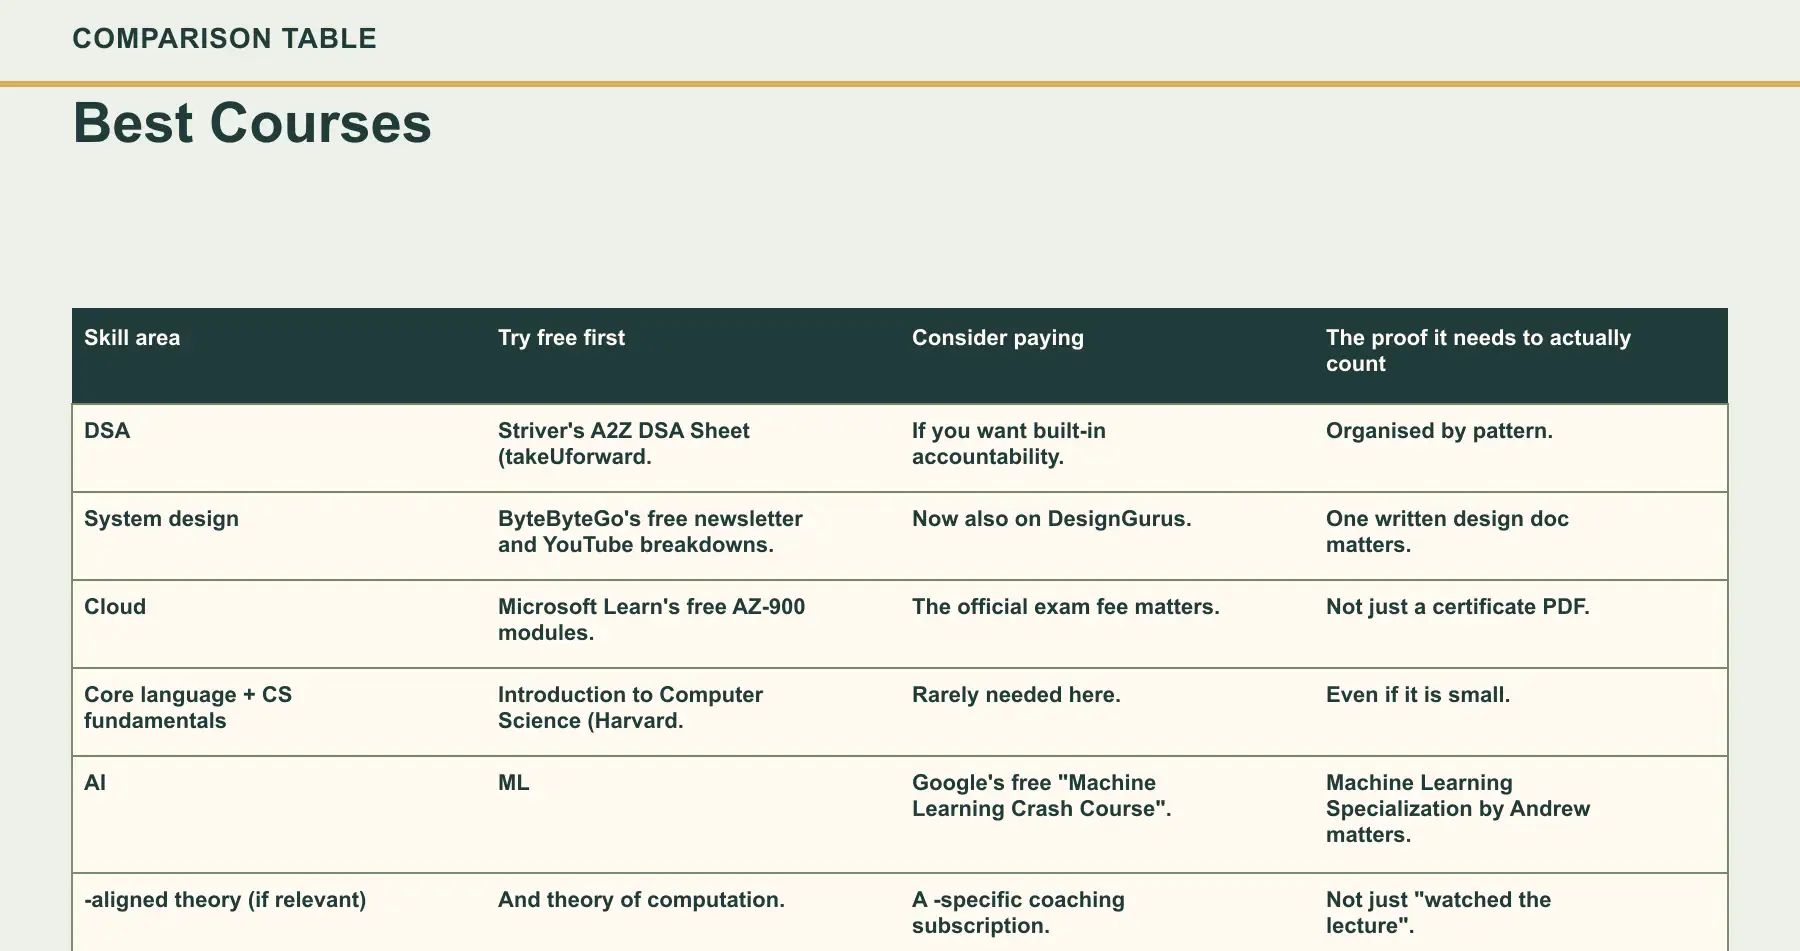 COMPARISON TABLE
Best Courses
Skill area
Try free first
Consider paying
The proof it needs to actually
count
DSA
Striver's A2Z DSA Sheet
(takeUforward.
If you want built-in
accountability.
Organised by pattern.
System design
ByteByteGo's free newsletter
and YouTube breakdowns.
Now also on DesignGurus.
One written design doc
matters.
Cloud
Microsoft Learn's free AZ-900
modules.
The official exam fee matters.
Not just a certificate PDF.
Core language + CS
fundamentals
Introduction to Computer
Science (Harvard.
Rarely needed here.
Even if it is small.
AI
ML
Google's free "Machine
Learning Crash Course".
Machine Learning
Specialization by Andrew
matters.
-aligned theory (if relevant)
And theory of computation.
A -specific coaching
subscription.
Not just "watched the
lecture".